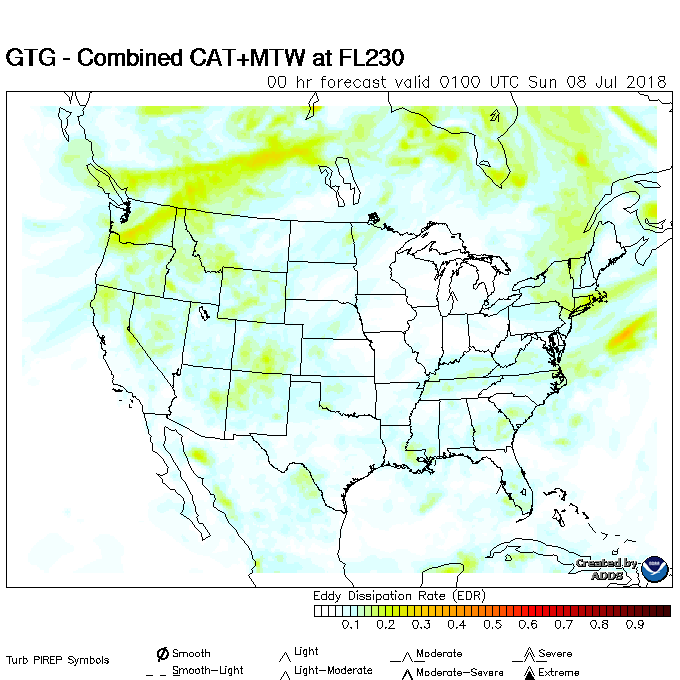 GTG - Combined CAT+MTW at FL230
00 hr forecast valid 0100 UTC Sun 08 Jul 2018
Created by
ADDS
NOAA
Eddy Dissipation Rate (EDR)
0.1 0.2 0.3 0.4 0.5 0.6 0.7 0.8 0.9
Turb PIREP Symbols
Smooth Light Moderate Severe
Smooth-Light Light-Moderate Moderate-Severe Extreme